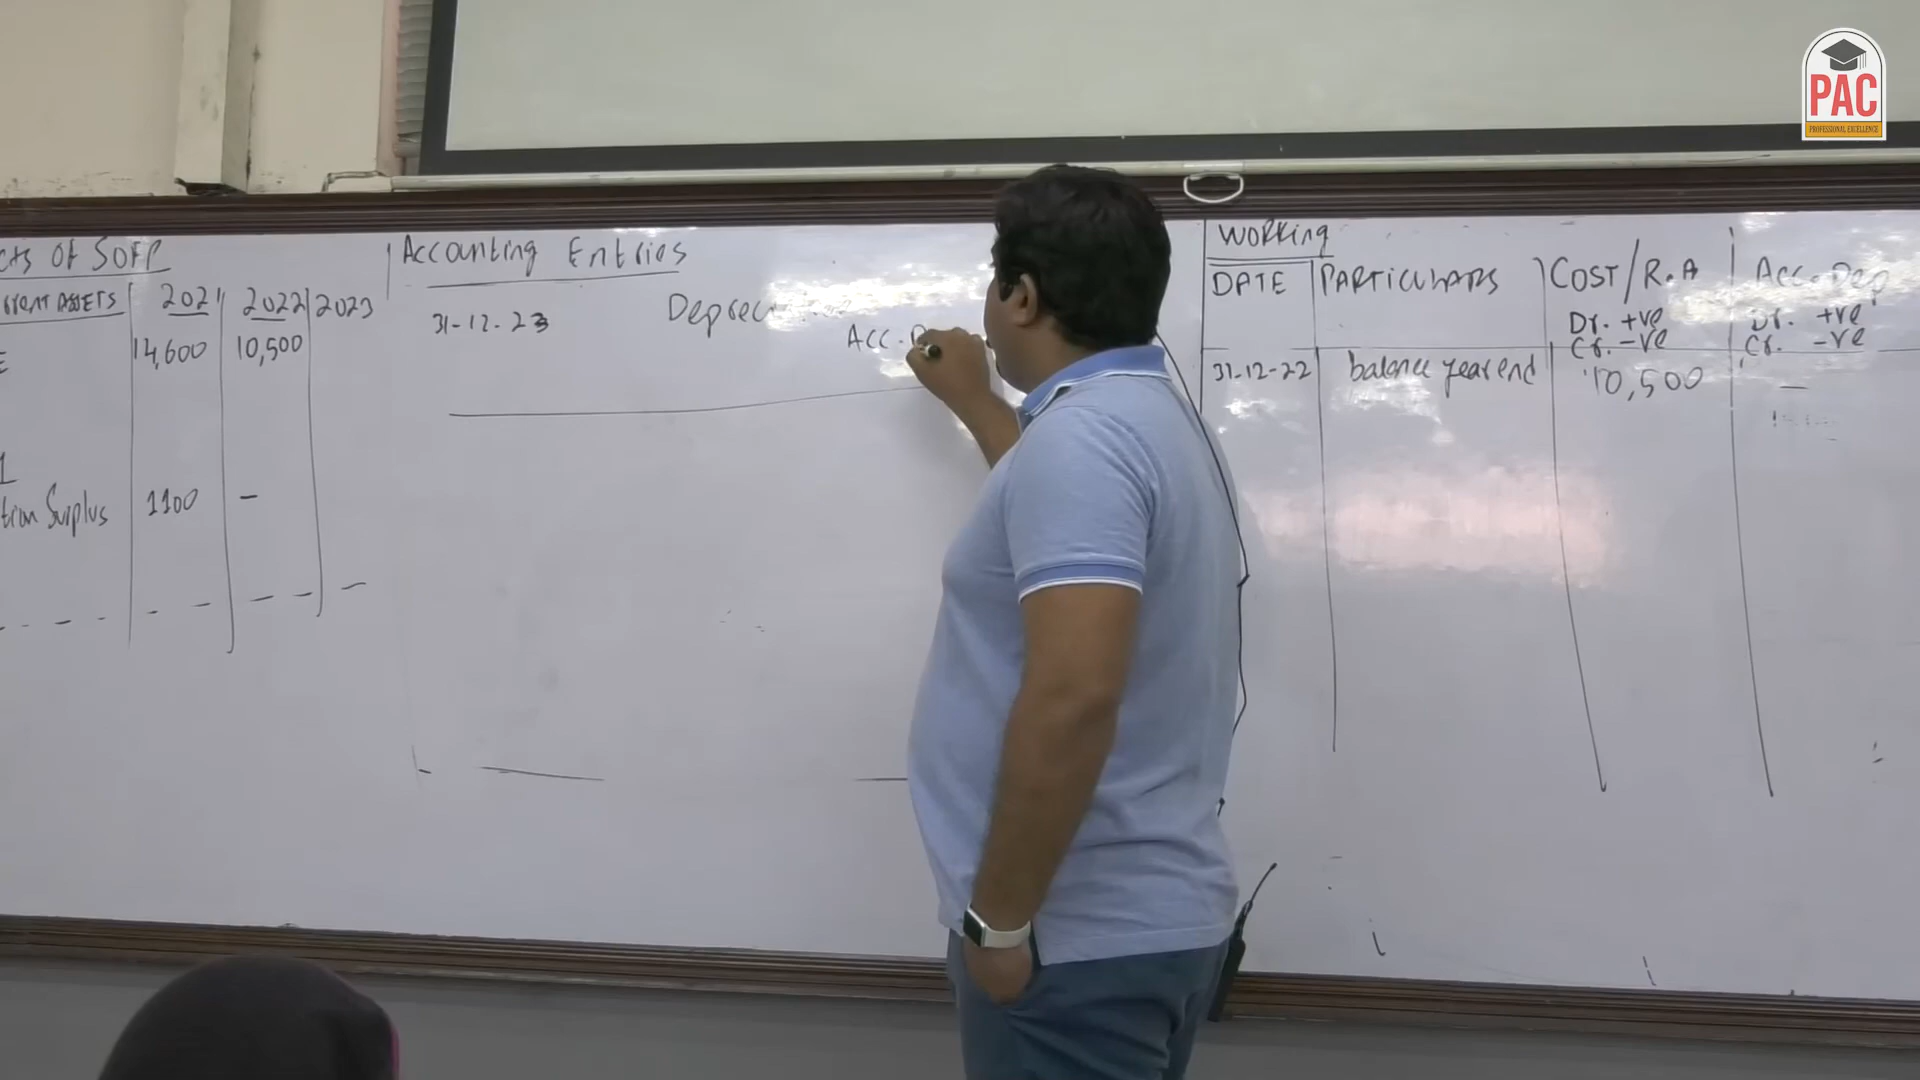 PAC
PROFESSIONAL EXCELLENCE
cts of SOFP
ASSETS 2021 2022 2023
E 14,600 10,500
tion Surplus 1100 -
Accounting Entries
31-12-23 Depreciation
Acc.
WORKING
DATE PARTICULARS COST/R.A Acc.Dep
Dr. +ve Dr. +ve
Cr. -ve Cr. -ve
31-12-22 balance year end 10,500 -